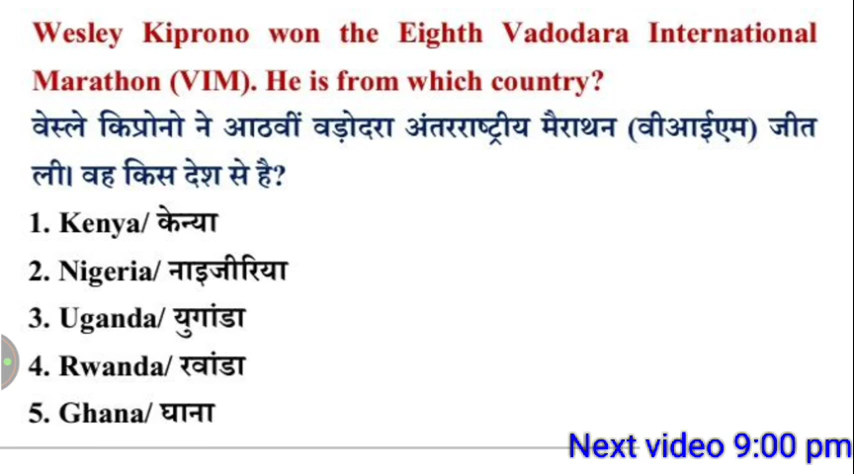 Wesley Kiprono won the Eighth Vadodara International
Marathon (VIM). He is from which country?
वेस्ले किप्रोनो ने आठवीं वड़ोदरा अंतरराष्ट्रीय मैराथन (वीआईएम) जीत
ली। वह किस देश से है?
1. Kenya/ केन्या
2. Nigeria/ नाइजीरिया
3. Uganda/ युगांडा
4. Rwanda/ रवांडा
5. Ghana/ घाना
Next video 9:00 pm